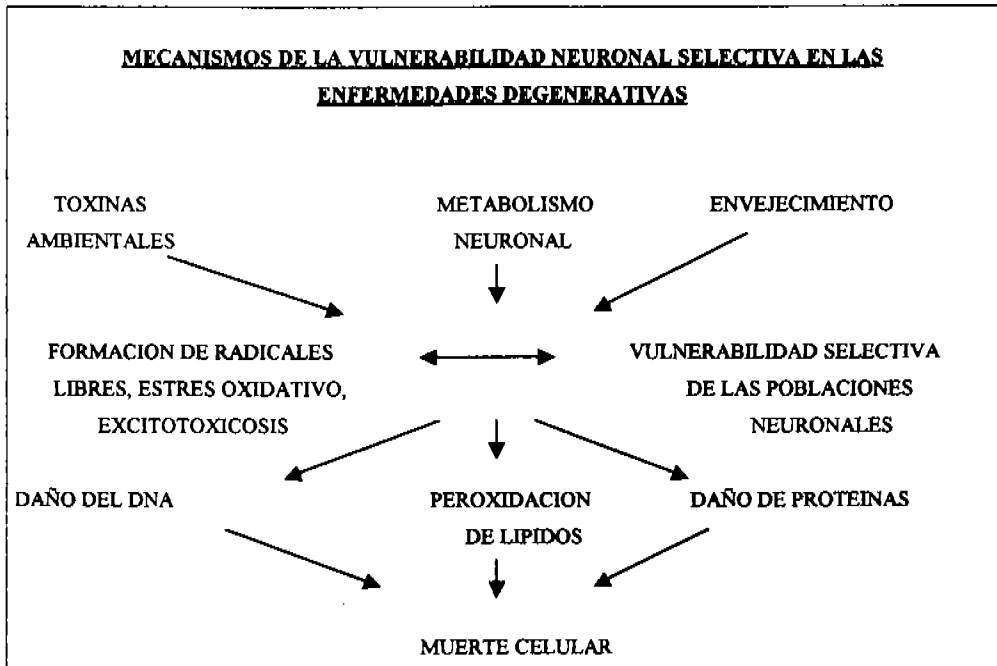 MECANISMOS DE LA VULNERABILIDAD NEURONAL SELECTIVA EN LAS
ENFERMEDADES DEGENERATIVAS
TOXINAS
AMBIENTALES
METABOLISMO
NEURONAL
ENVEJECIMIENTO
FORMACION DE RADICALES
LIBRES, ESTRES OXIDATIVO,
EXCITOTOXICOSIS
VULNERABILIDAD SELECTIVA
DE LAS POBLACIONES
NEURONALES
DAÑO DEL DNA
PEROXIDACION
DE LIPIDOS
DAÑO DE PROTEINAS
MUERTE CELULAR